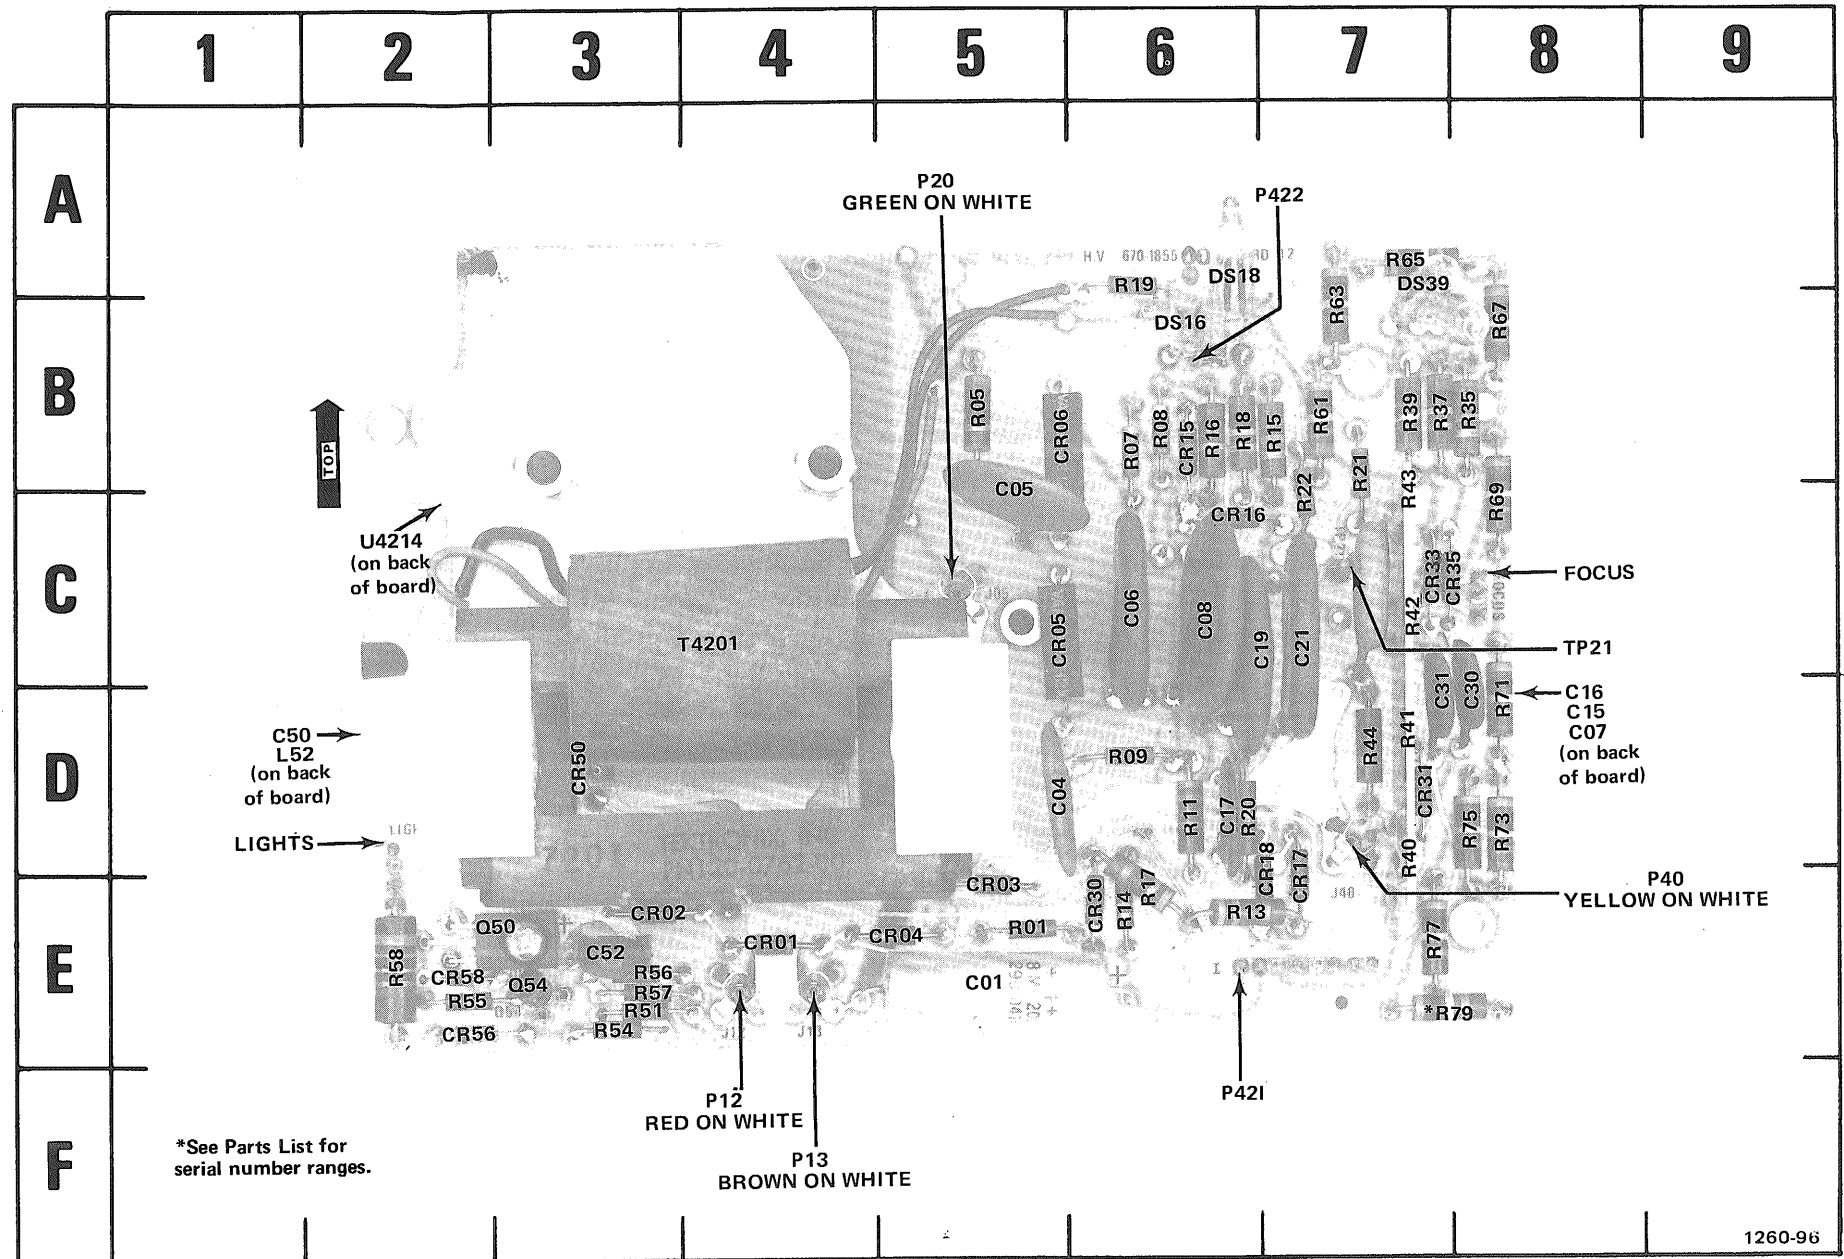 1 2 3 4 5 6 7 8 9
A
B
C
D
E
F
P20
GREEN ON WHITE
P422
H.V 670-1855
R19
DS18
DS16
R65
DS39
R63
R67
TOP
R05
CR06
R07
R08
CR15
R16
R18
R15
R61
R39
R37
R35
C05
R22
R21
R43
R69
CR16
U4214
(on back
of board)
CR33
CR35
FOCUS
T4201
CR05
C06
C08
C19
C21
R42
TP21
C31
C30
R71
C16
C15
C07
(on back
of board)
C50
L52
(on back
of board)
CR50
C04
R09
R11
C17
R20
R44
R41
CR31
R75
R73
LIGHTS
CR03
CR30
R14
R17
CR18
CR17
R40
J40
P40
YELLOW ON WHITE
R58
Q50
CR02
C52
CR01
CR04
R01
R13
R77
CR58
Q54
R56
R57
R55
R51
CR56
R54
C01
*R79
P12
RED ON WHITE
P13
BROWN ON WHITE
P421
*See Parts List for
serial number ranges.
1260-96